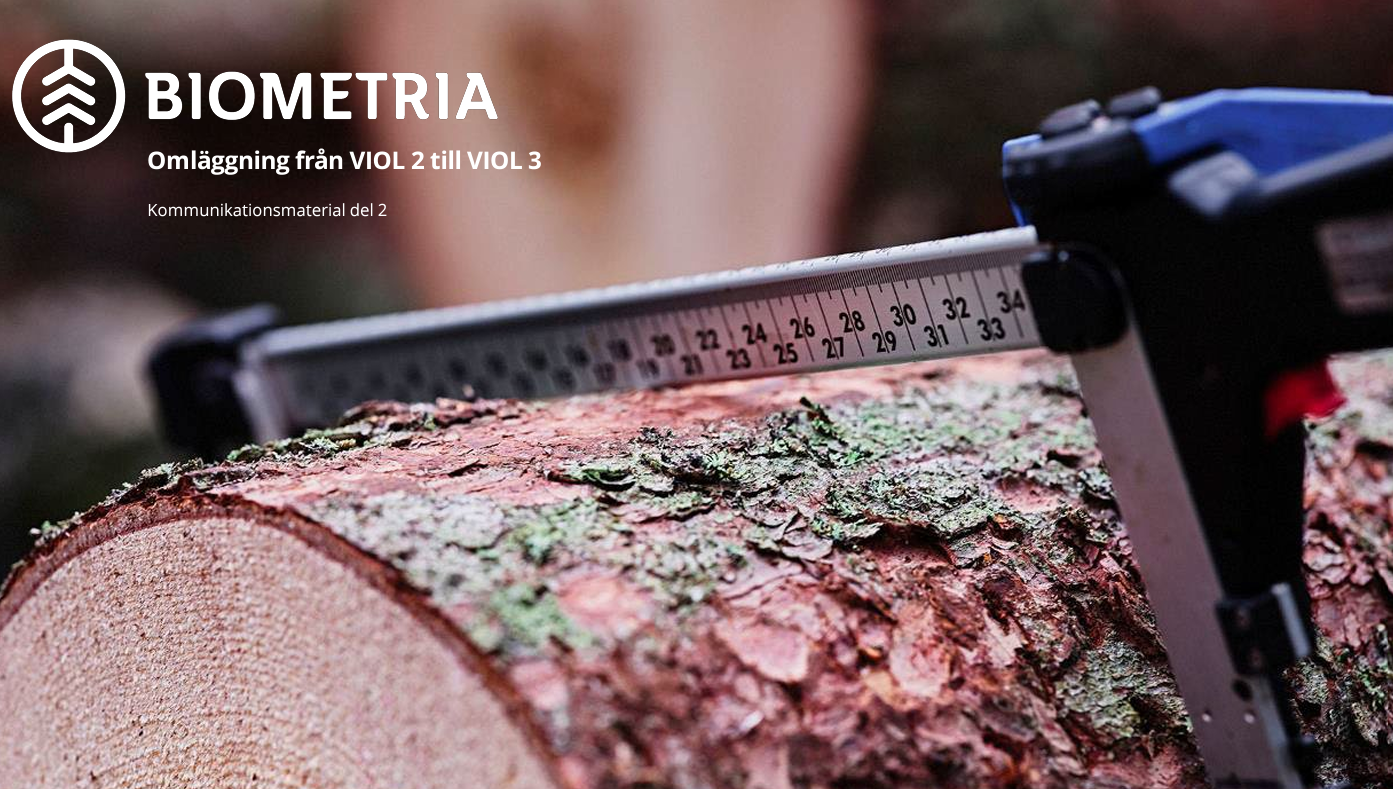 BIOMETRIA
Omläggning från VIOL 2 till VIOL 3
Kommunikationsmaterial del 2
20 22 24 26 28 30 32 34
21 23 25 27 29 31 33